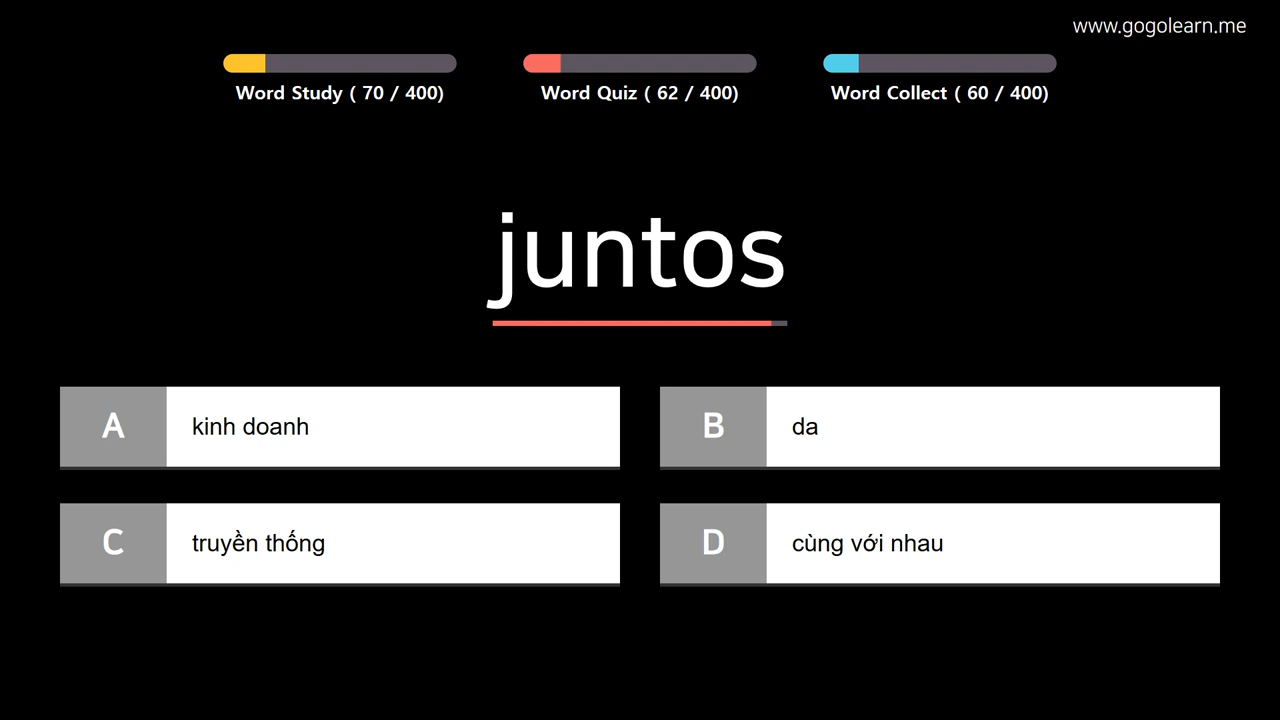 www.gogolearn.me
Word Study ( 70 / 400)
Word Quiz ( 62 / 400)
Word Collect ( 60 / 400)
juntos
A kinh doanh
B da
C truyền thống
D cùng với nhau